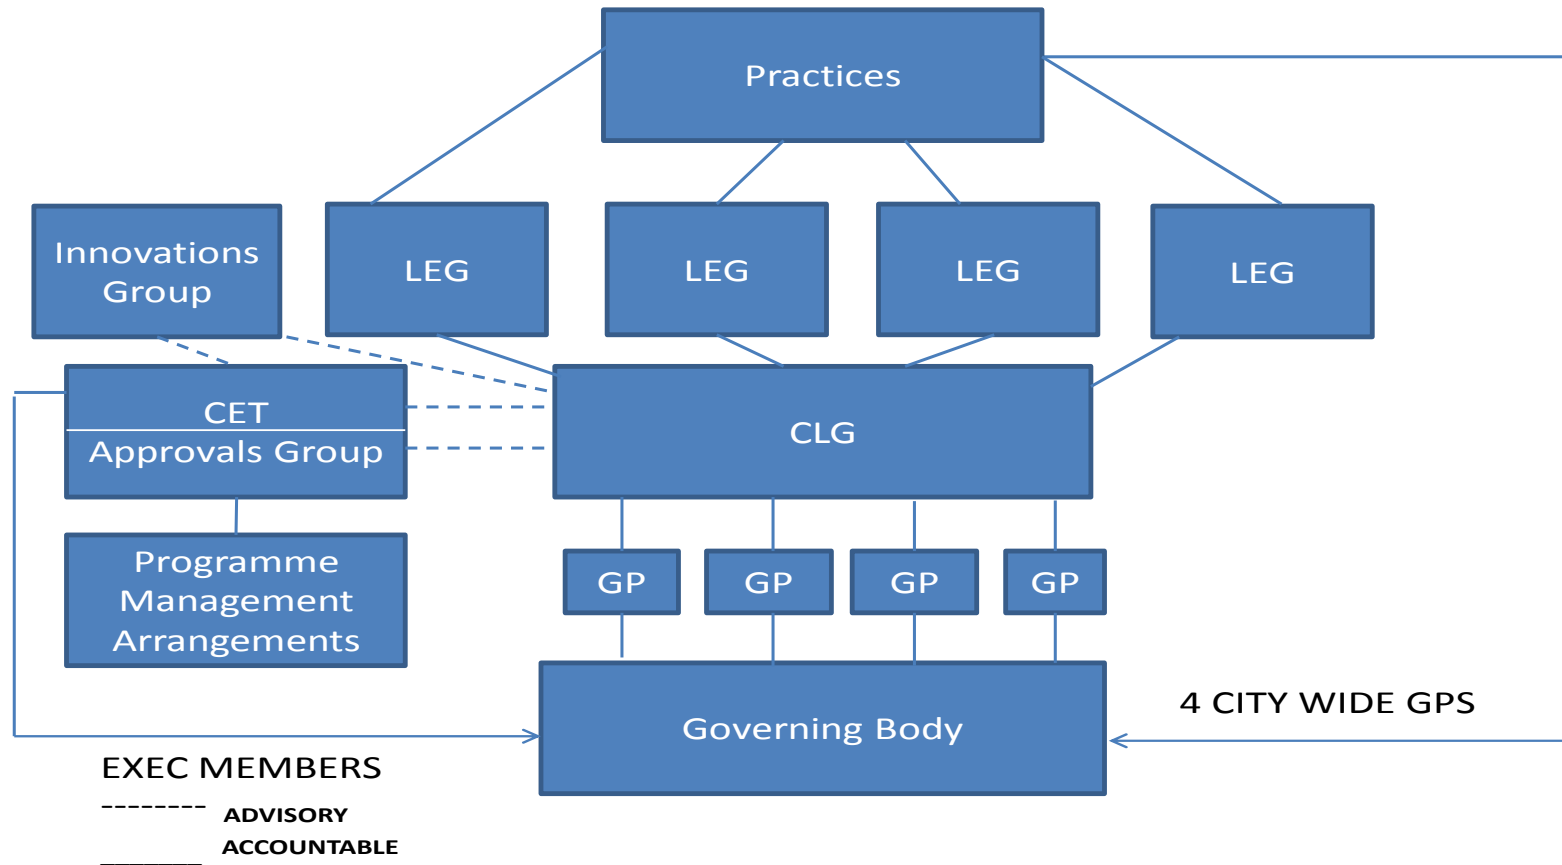 Practices
Innovations
Group
LEG
LEG
LEG
LEG
CET
Approvals Group
CLG
Programme
Management
Arrangements
GP
GP
GP
GP
Governing Body
4 CITY WIDE GPS
EXEC MEMBERS
ADVISORY
ACCOUNTABLE